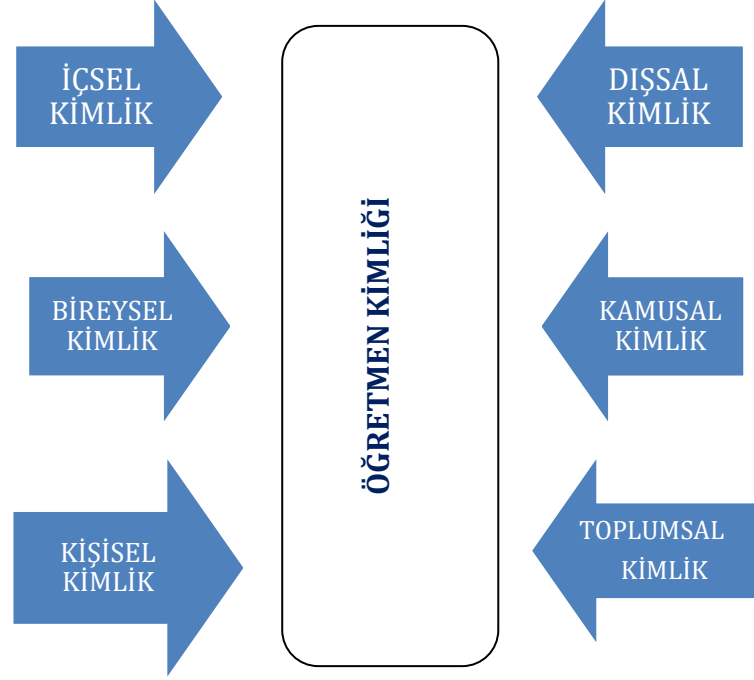 İÇSEL
KİMLİK
DIŞSAL
KİMLİK
BİREYSEL
KİMLİK
ÖĞRETMEN KİMLİĞİ
KAMUSAL
KİMLİK
KİŞİSEL
KİMLİK
TOPLUMSAL
KİMLİK